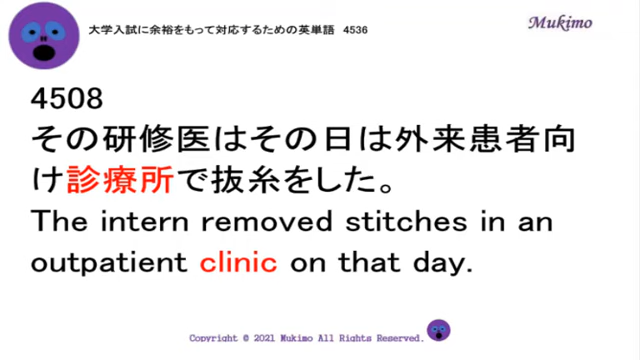 大学入試に余裕をもって対応するための英単語 4536
Mukimo
4508
その研修医はその日は外来患者向
け診療所で抜糸をした。
The intern removed stitches in an
outpatient clinic on that day.
Copyright © 2021 Mukimo All Rights Reserved.